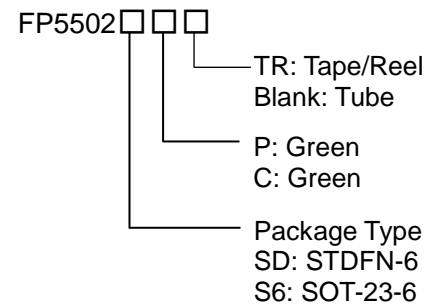 FP5502□□□
TR: Tape/Reel
Blank: Tube
P: Green
C: Green
Package Type
SD: STDFN-6
S6: SOT-23-6